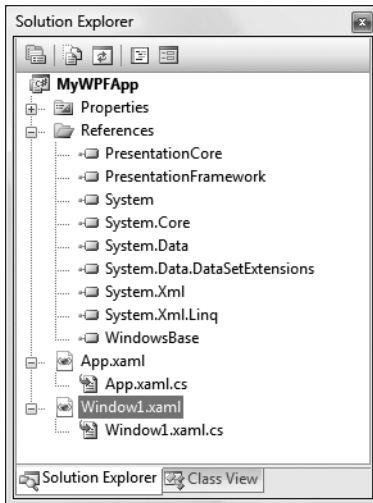 Solution Explorer
MyWPFApp
Properties
References
PresentationCore
PresentationFramework
System
System.Core
System.Data
System.Data.DataSetExtensions
System.Xml
System.Xml.Linq
WindowsBase
App.xaml
App.xaml.cs
Window1.xaml
Window1.xaml.cs
Solution Explorer Class View